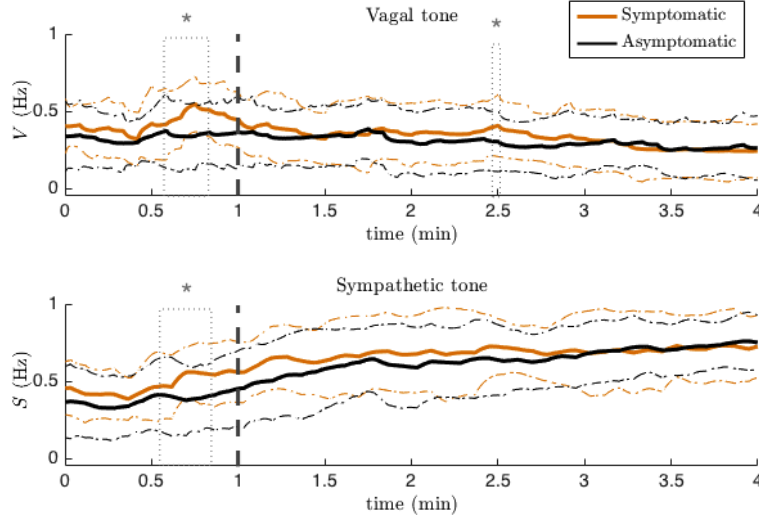 * Vagal tone *
Symptomatic
Asymptomatic
1
0.5
0
V (Hz)
0 0.5 1 1.5 2 2.5 3 3.5 4
time (min)
* Sympathetic tone
1
0.5
0
S (Hz)
0 0.5 1 1.5 2 2.5 3 3.5 4
time (min)